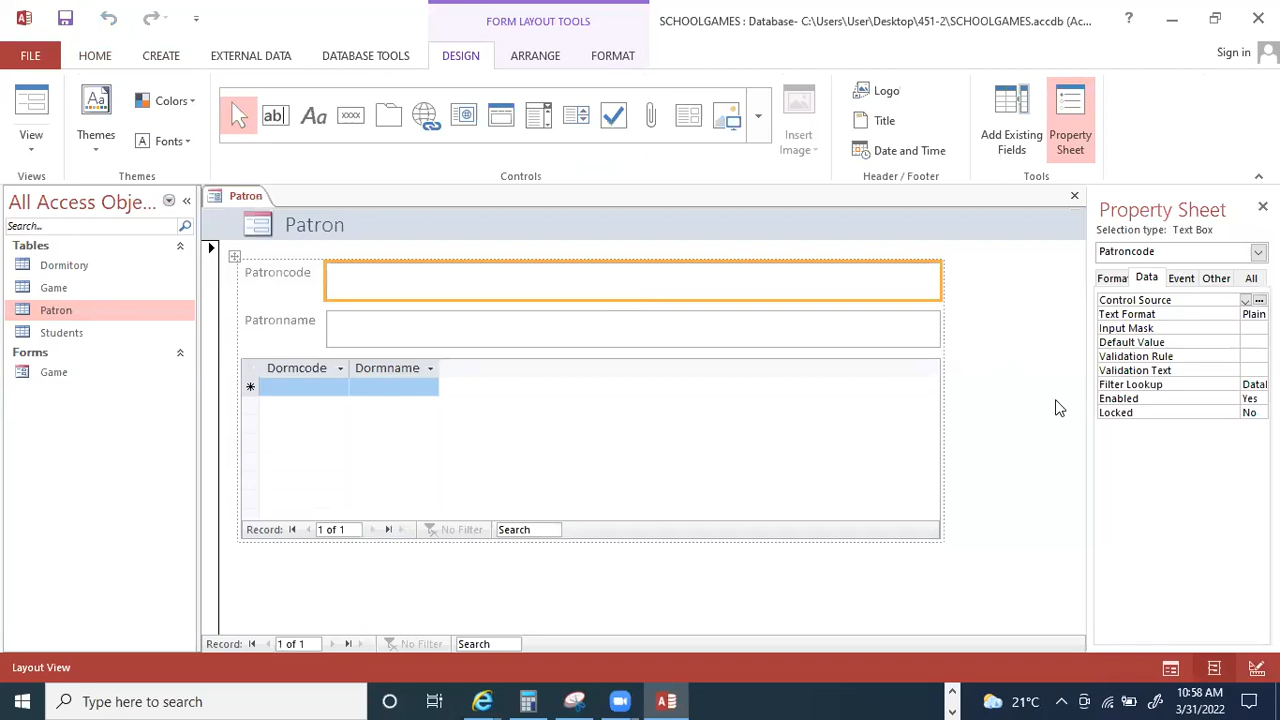 FORM LAYOUT TOOLS
SCHOOLGAMES : Database- C:\Users\User\Desktop\451-2\SCHOOLGAMES.accdb (Ac...
?
FILE HOME CREATE EXTERNAL DATA DATABASE TOOLS DESIGN ARRANGE FORMAT Sign in
View
Views
Aa
Themes
Colors
Fonts
Themes
ab|
Aa
xxxx
Controls
Insert
Image
Logo
Title
Date and Time
Header / Footer
Add Existing
Fields
Property
Sheet
Tools
All Access Obje...
Search...
Tables
Dormitory
Game
Patron
Students
Forms
Game
Patron
Patron
Patroncode
Patronname
Dormcode Dormname
Record: 1 of 1 No Filter Search
Record: 1 of 1 No Filter Search
Property Sheet
Selection type: Text Box
Patroncode
Format Data Event Other All
Control Source
Text Format Plain
Input Mask
Default Value
Validation Rule
Validation Text
Filter Lookup Data
Enabled Yes
Locked No
Layout View
Type here to search
21°C
10:58 AM
3/31/2022